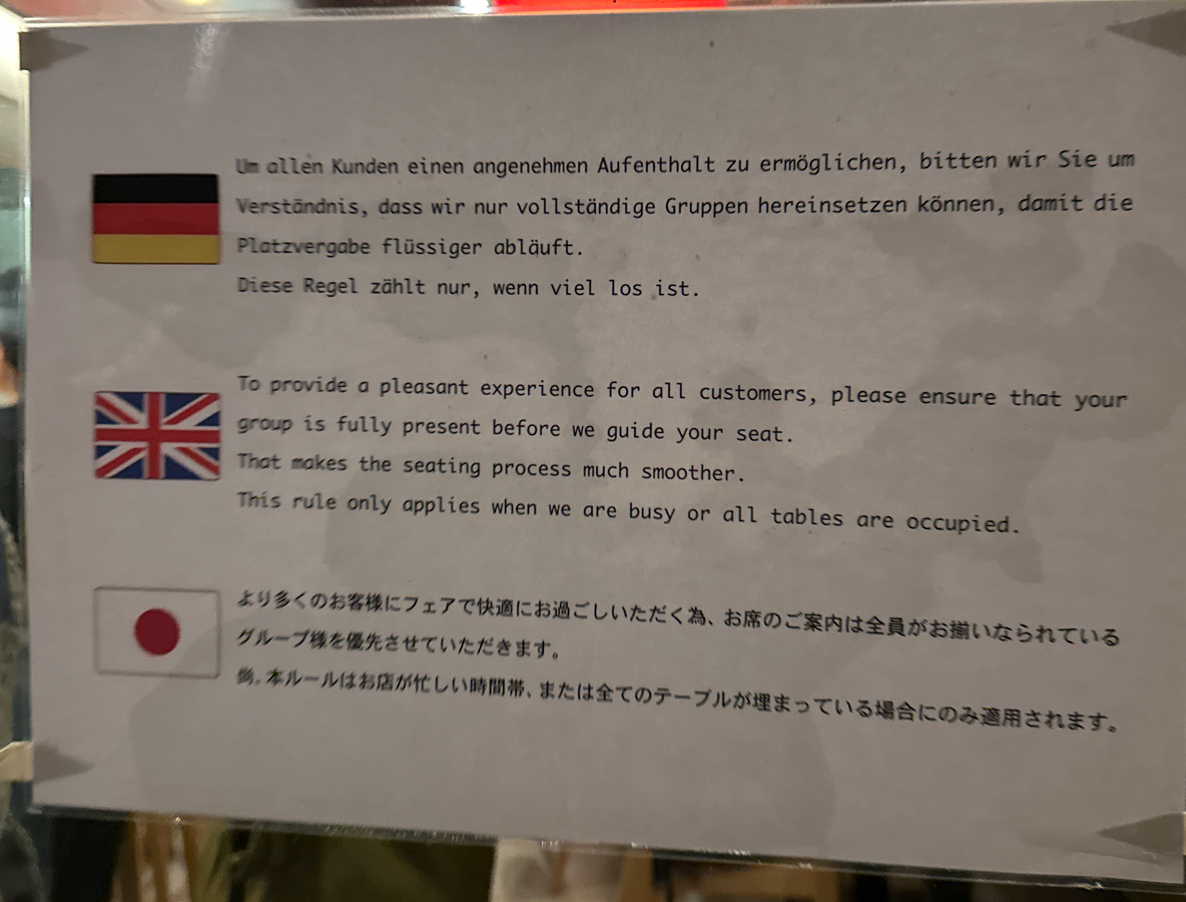 Um allen Kunden einen angenehmen Aufenthalt zu ermöglichen, bitten wir Sie um
Verständnis, dass wir nur vollständige Gruppen hereinsetzen können, damit die
Platzvergabe flüssiger abläuft.
Diese Regel zählt nur, wenn viel los ist.
To provide a pleasant experience for all customers, please ensure that your
group is fully present before we guide your seat.
That makes the seating process much smoother.
This rule only applies when we are busy or all tables are occupied.
より多くのお客様にフェアで快適にお過ごしいただく為、お席のご案内は全員がお揃いなられている
グループ様を優先させていただきます。
尚。本ルールはお店が忙しい時間帯、または全てのテーブルが埋まっている場合にのみ適用されます。